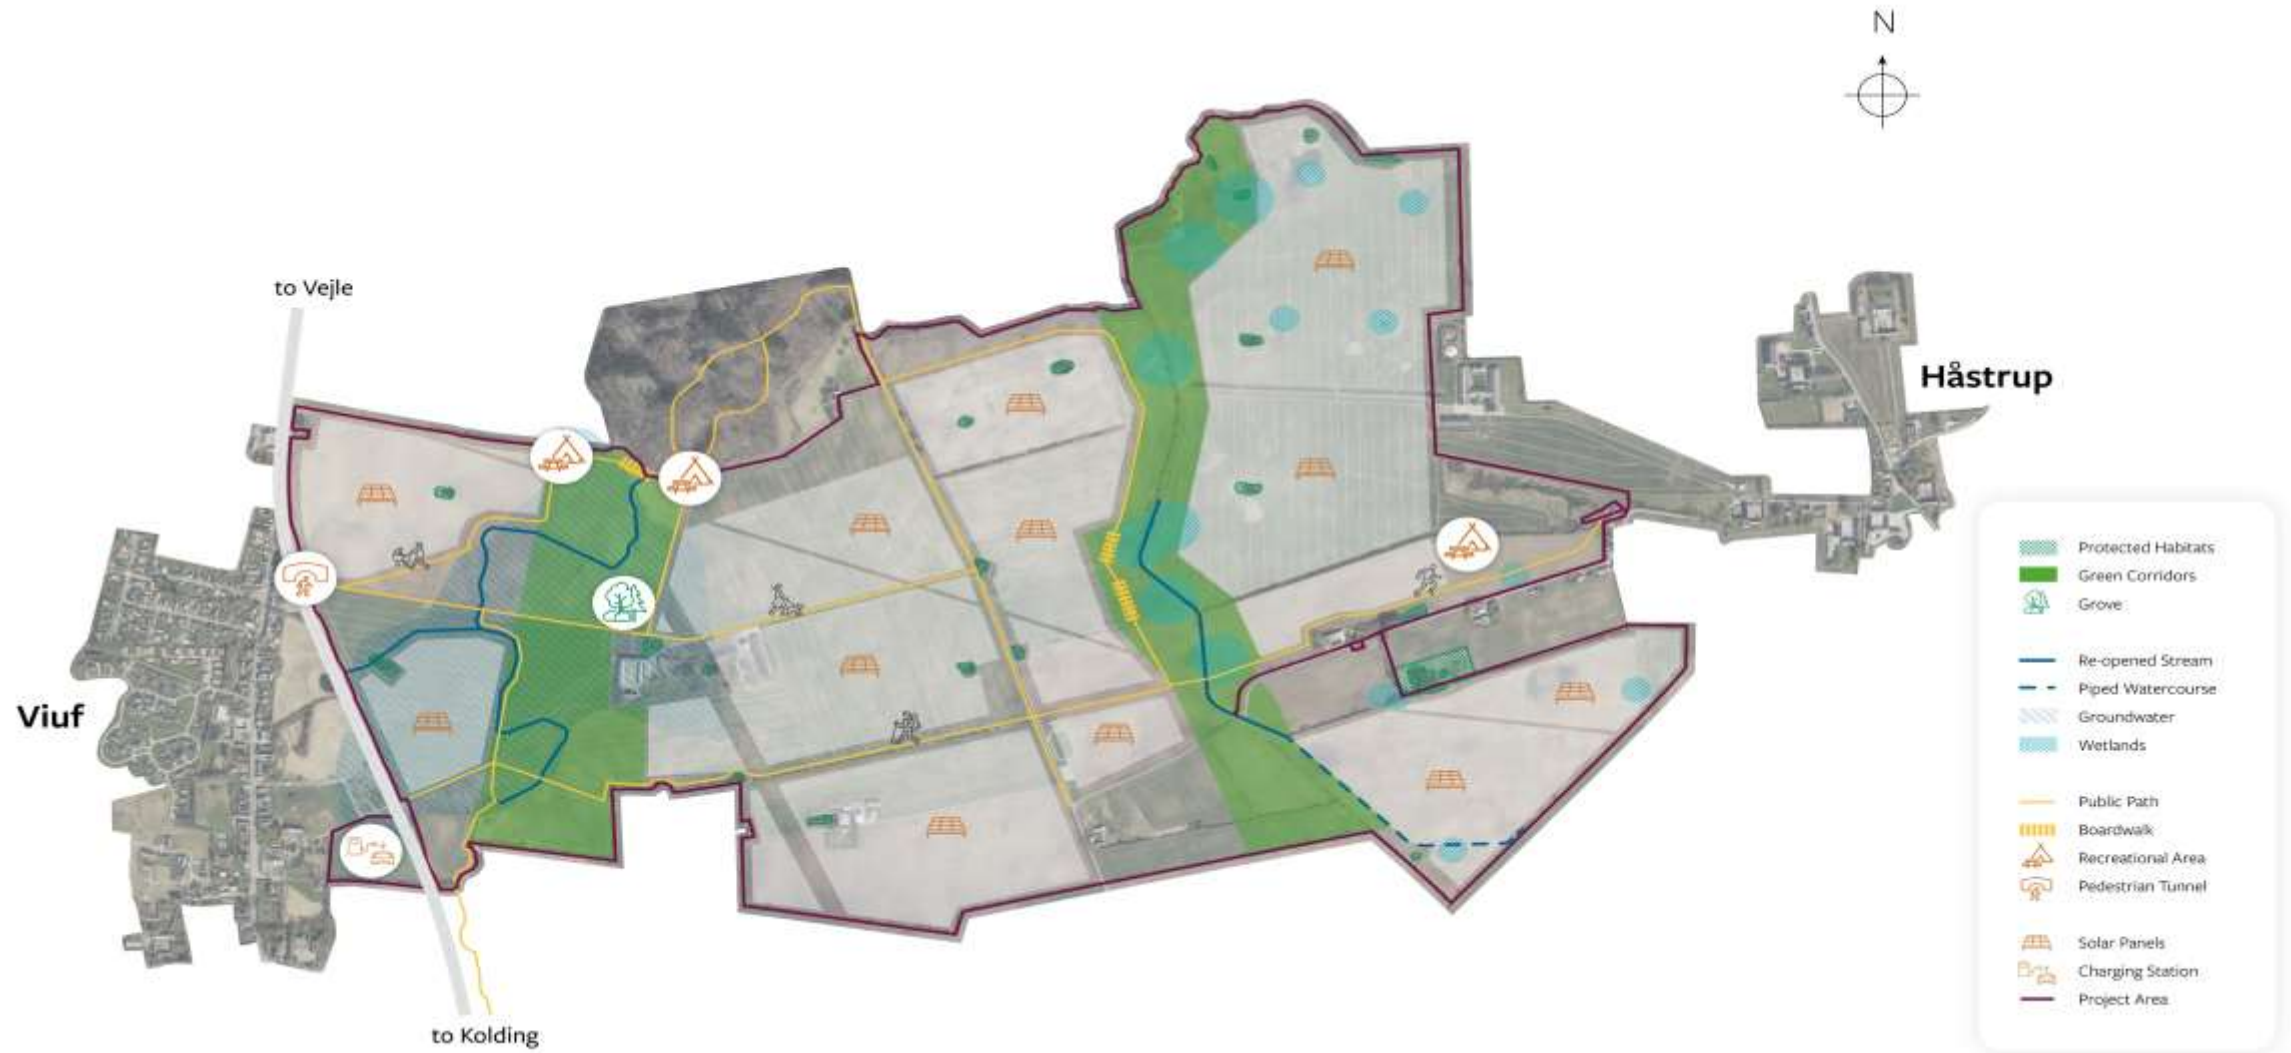 N
to Vejle
Håstrup
Viuf
to Kolding
Protected Habitats
Green Corridors
Grove
Re-opened Stream
Piped Watercourse
Groundwater
Wetlands
Public Path
Boardwalk
Recreational Area
Pedestrian Tunnel
Solar Panels
Charging Station
Project Area